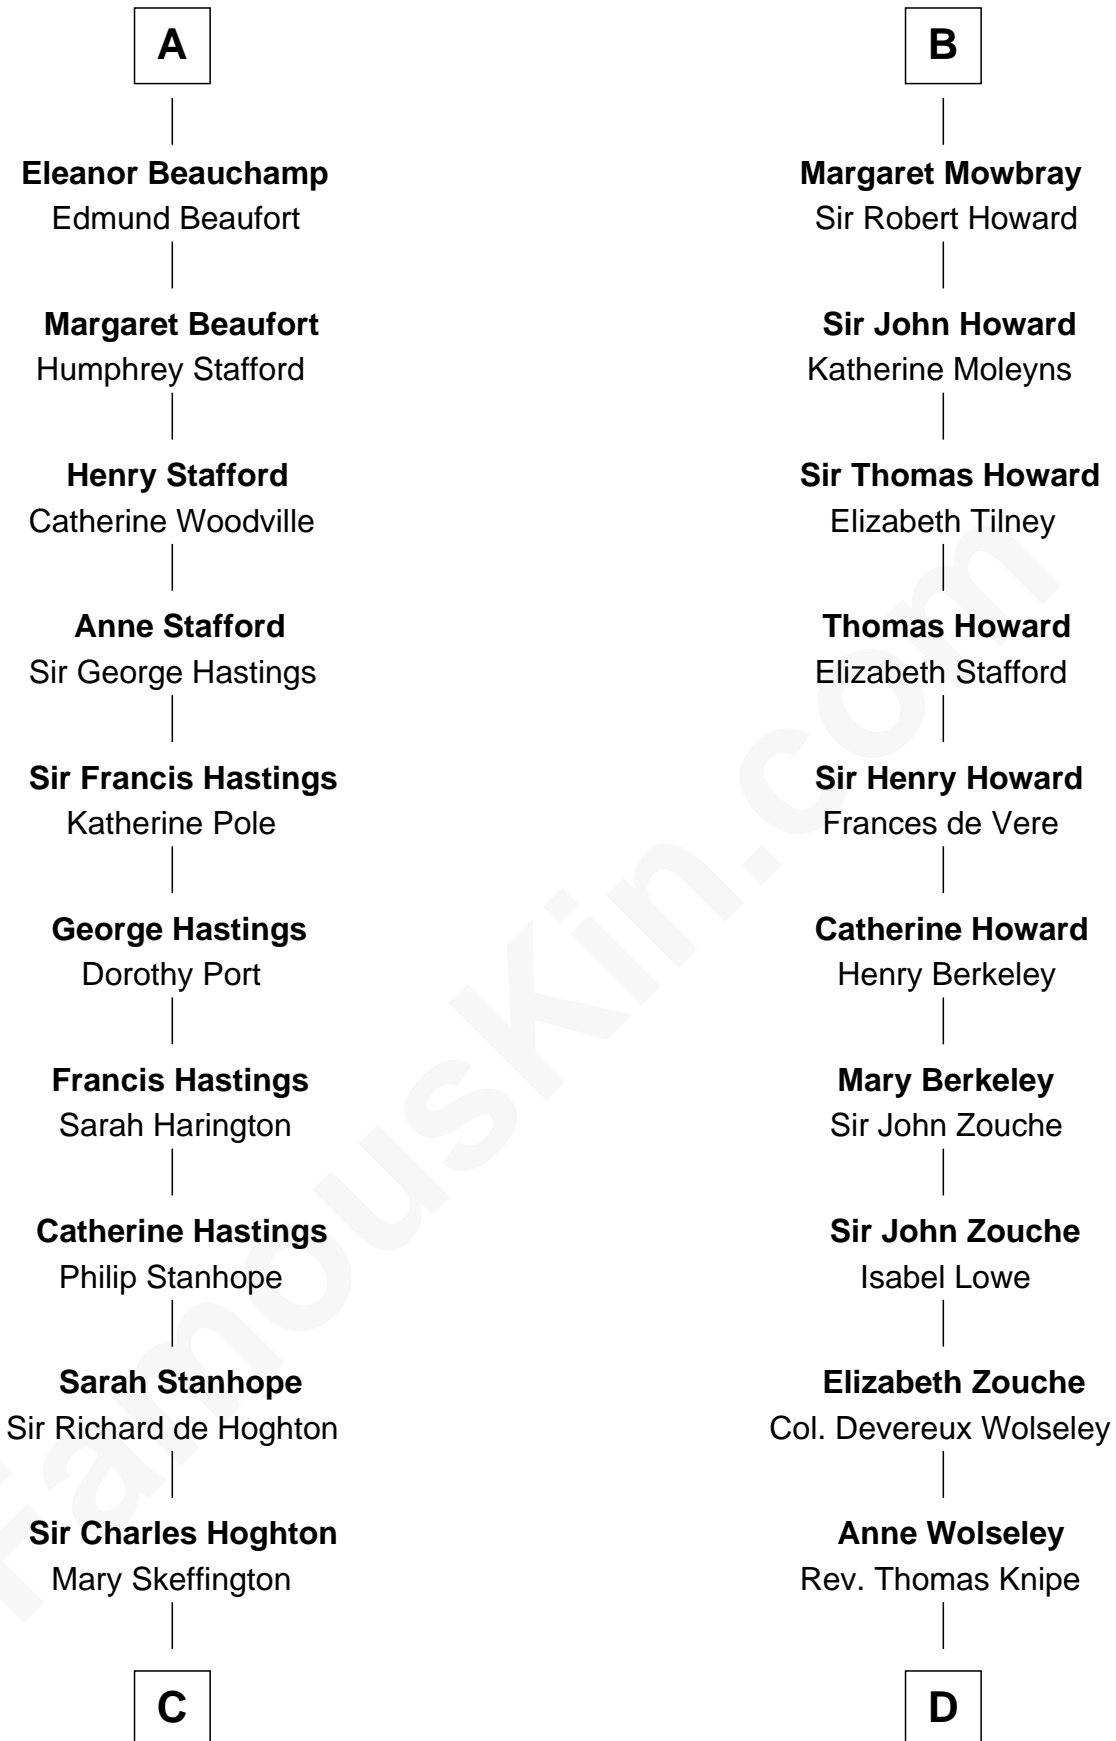 A
Eleanor Beauchamp
Edmund Beaufort
Margaret Beaufort
Humphrey Stafford
Henry Stafford
Catherine Woodville
Anne Stafford
Sir George Hastings
Sir Francis Hastings
Katherine Pole
George Hastings
Dorothy Port
Francis Hastings
Sarah Harington
Catherine Hastings
Philip Stanhope
Sarah Stanhope
Sir Richard de Hoghton
Sir Charles Hoghton
Mary Skeffington
C
B
Margaret Mowbray
Sir Robert Howard
Sir John Howard
Katherine Moleyns
Sir Thomas Howard
Elizabeth Tilney
Thomas Howard
Elizabeth Stafford
Sir Henry Howard
Frances de Vere
Catherine Howard
Henry Berkeley
Mary Berkeley
Sir John Zouche
Sir John Zouche
Isabel Lowe
Elizabeth Zouche
Col. Devereux Wolseley
Anne Wolseley
Rev. Thomas Knipe
D
FamousKin.com